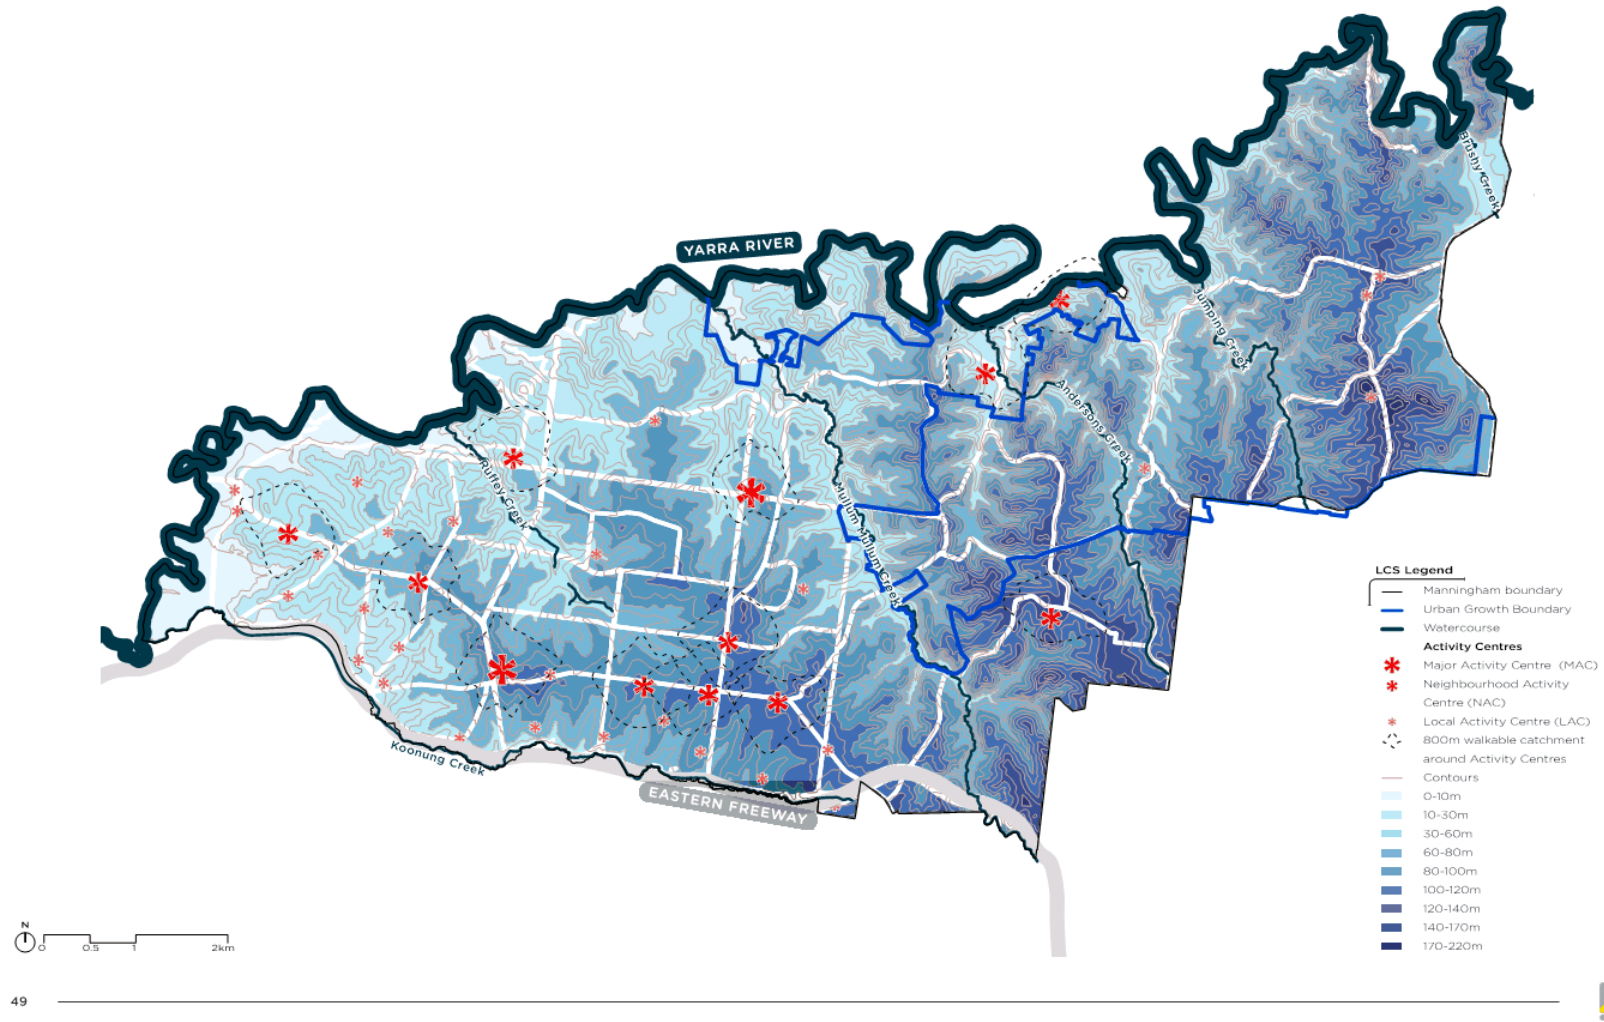 YARRA RIVER
Brushy Creek
Jumping Creek
Andersons Creek
Ruffey Creek
Mullum Mullum Creek
Koonung Creek
EASTERN FREEWAY
LCS Legend
Manningham boundary
Urban Growth Boundary
Watercourse
Activity Centres
Major Activity Centre (MAC)
Neighbourhood Activity
Centre (NAC)
Local Activity Centre (LAC)
800m walkable catchment
around Activity Centres
Contours
0-10m
10-30m
30-60m
60-80m
80-100m
100-120m
120-140m
140-170m
170-220m
N
0 0.5 1 2km
49